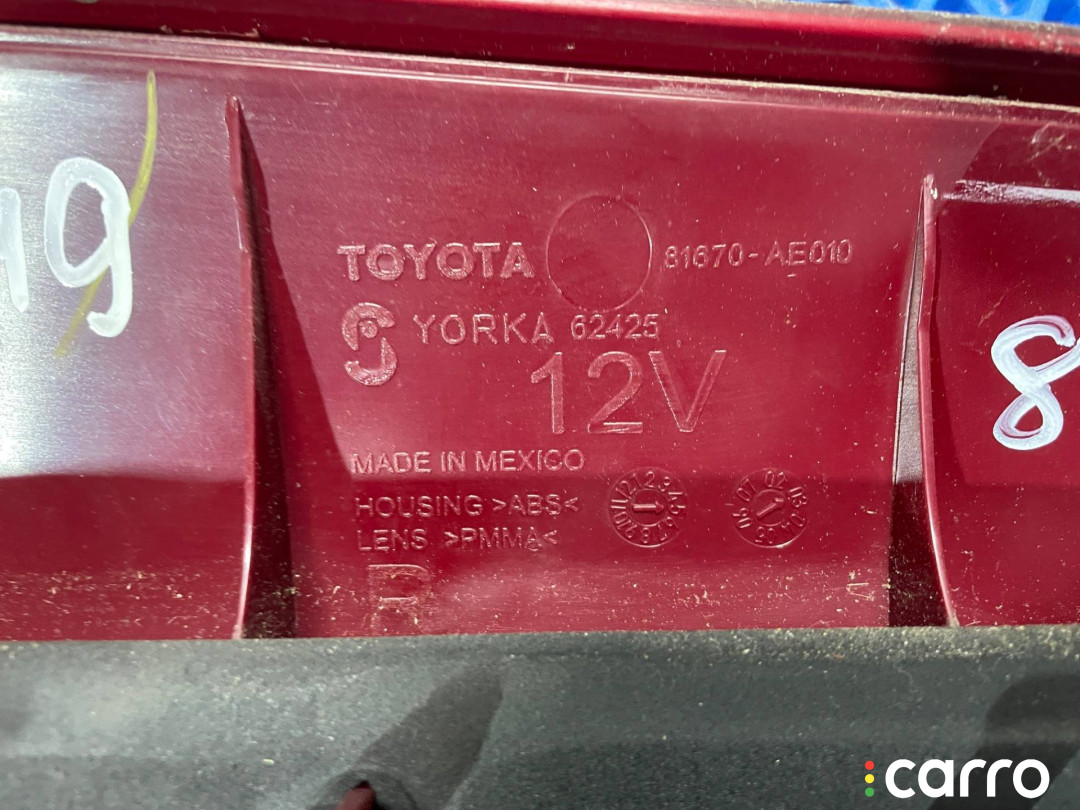 19
TOYOTA 81670-AE010
YORKA 62425
12V
8
MADE IN MEXICO
HOUSING >ABS<
LENS >PMMA<
R
carro